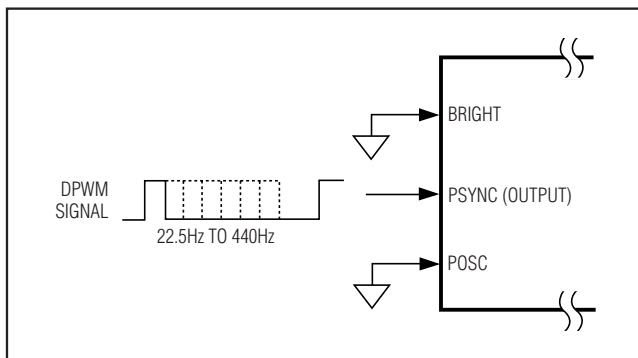 BRIGHT
DPWM
SIGNAL
22.5Hz TO 440Hz
PSYNC (OUTPUT)
POSC